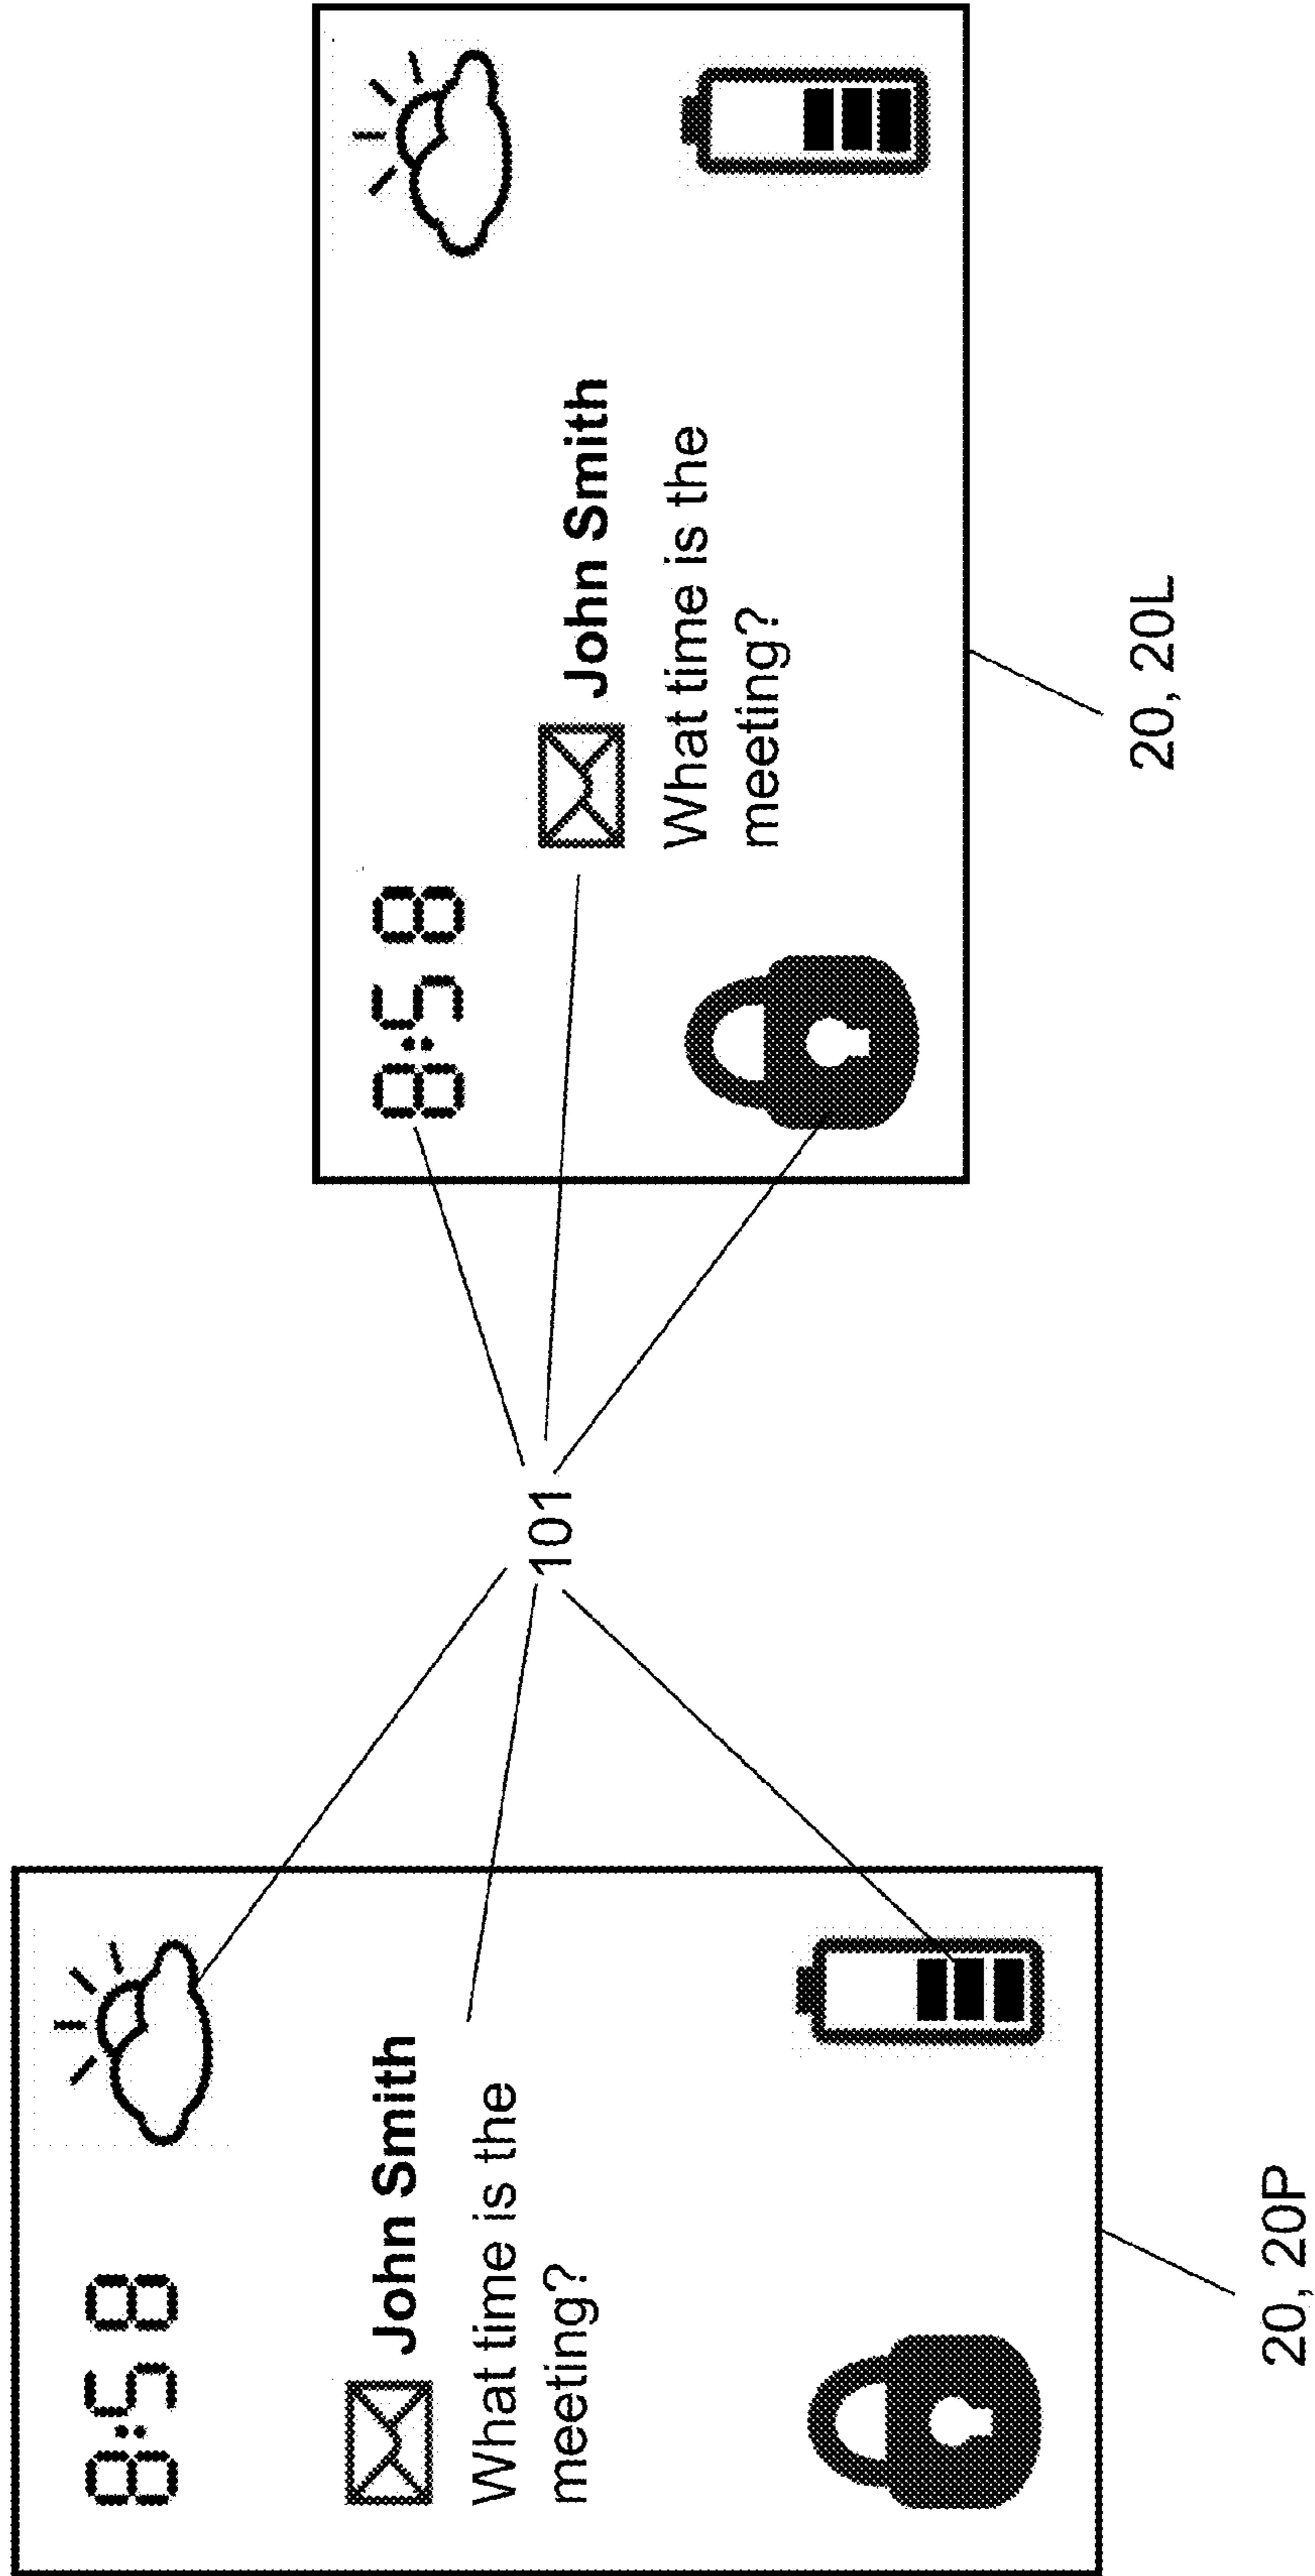 8:58
John Smith
What time is the
meeting?
20, 20P
101
8:58
John Smith
What time is the
meeting?
20, 20L